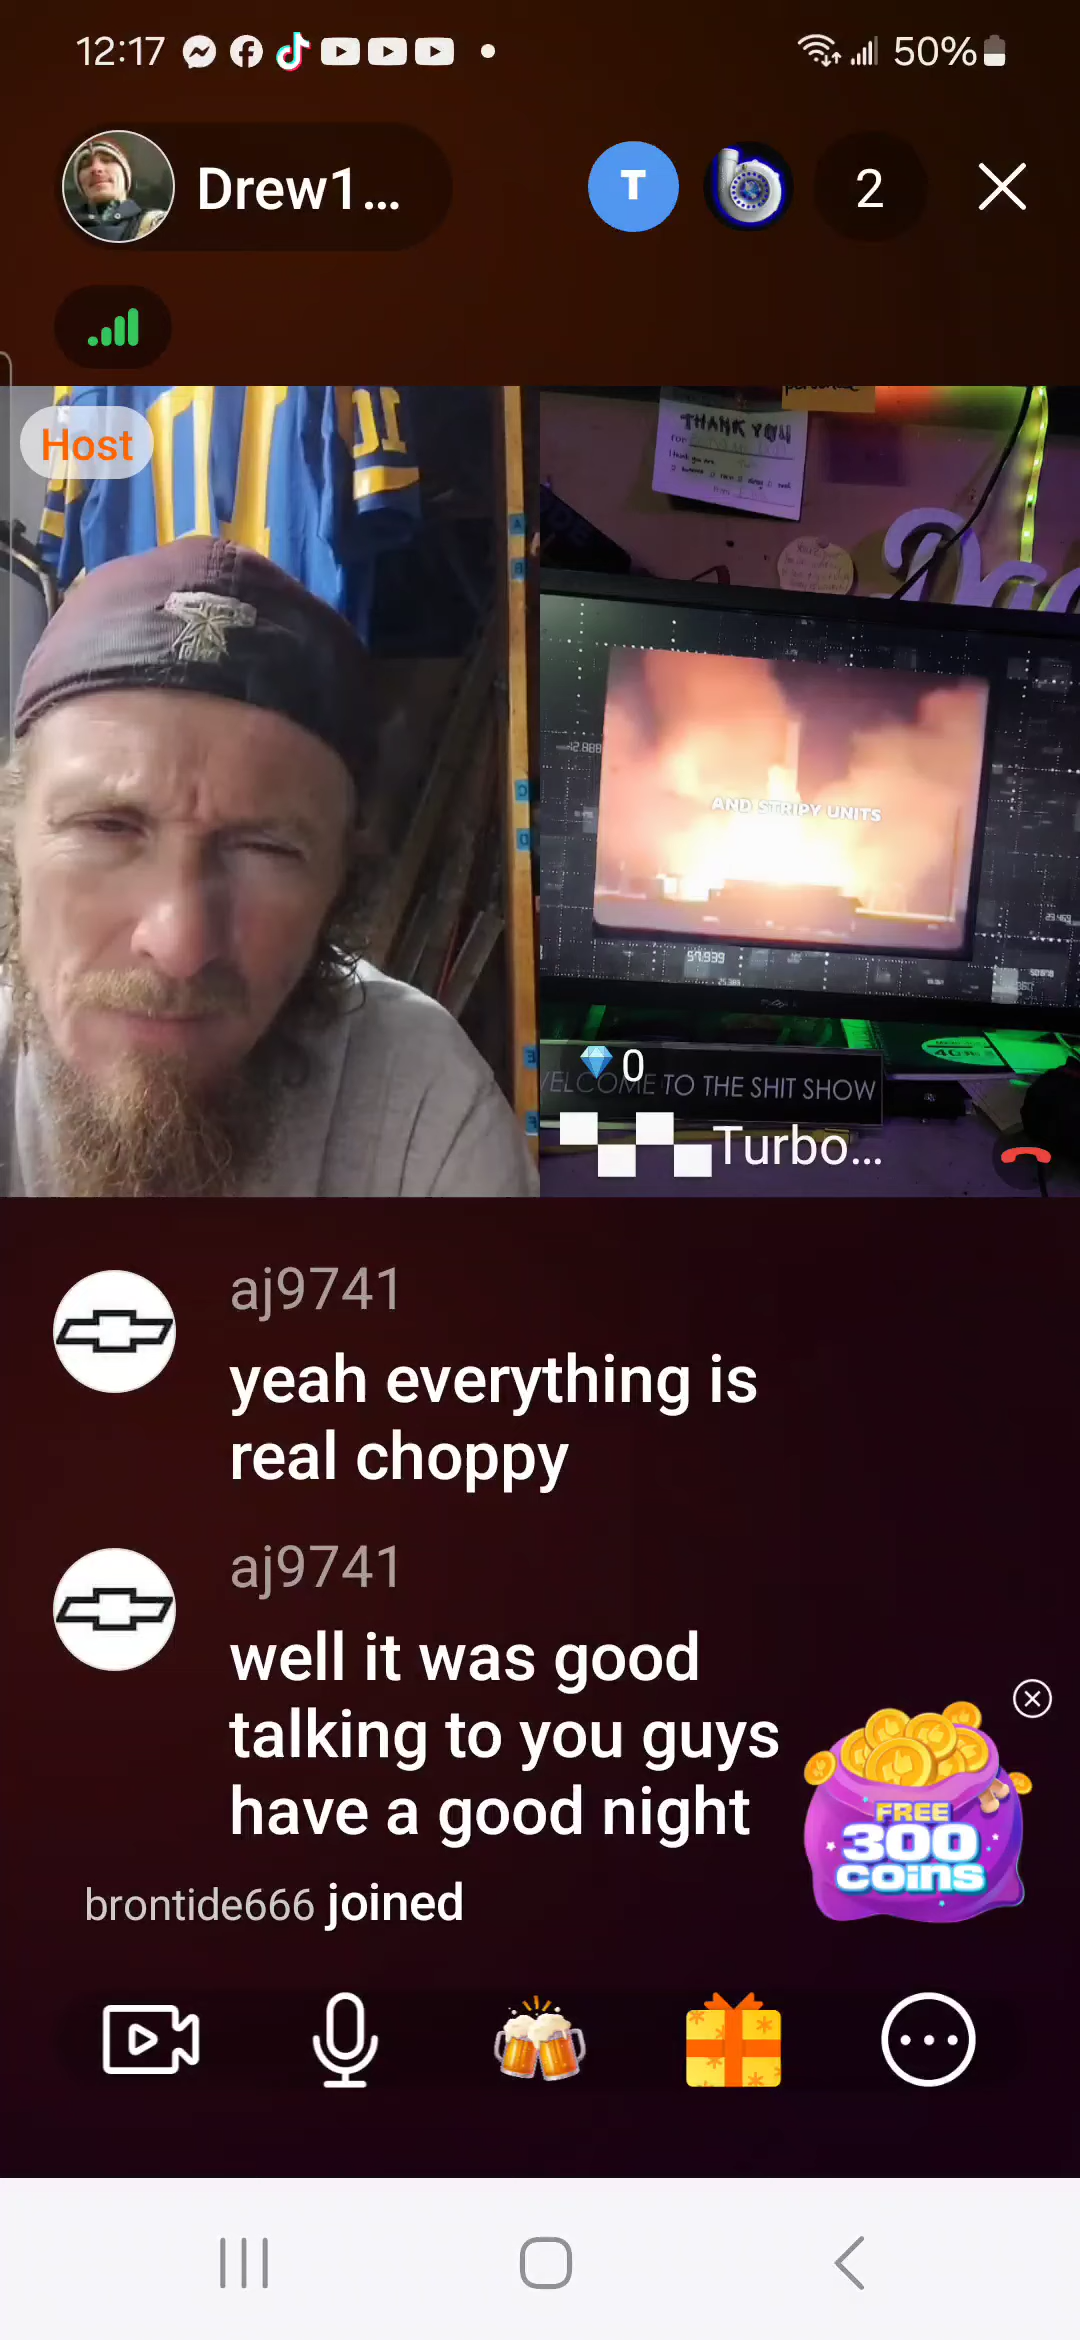 12:17
50%
Drew1...
T
2
Host
THANK YOU
AND STRIPY UNITS
57.939
0
WELCOME TO THE SHIT SHOW
Turbo...
aj9741
yeah everything is
real choppy
aj9741
well it was good
talking to you guys
have a good night
FREE
300
COINS
brontide666 joined